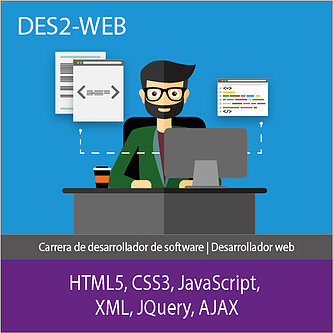 DES2-WEB
Carrera de desarrollador de software | Desarrollador web
HTML5, CSS3, JavaScript,
XML, JQuery, AJAX